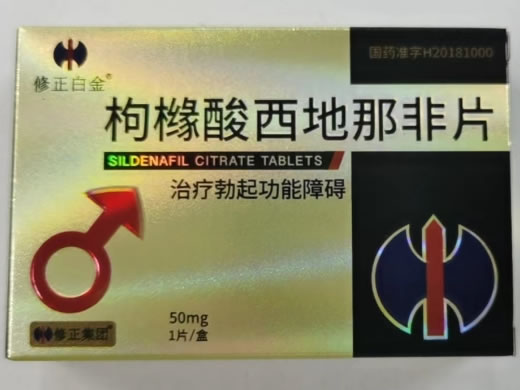 修正白金®
国药准字H20181000
枸橼酸西地那非片
SILDENAFIL CITRATE TABLETS
治疗勃起功能障碍
50mg
1片/盒
修正集团®